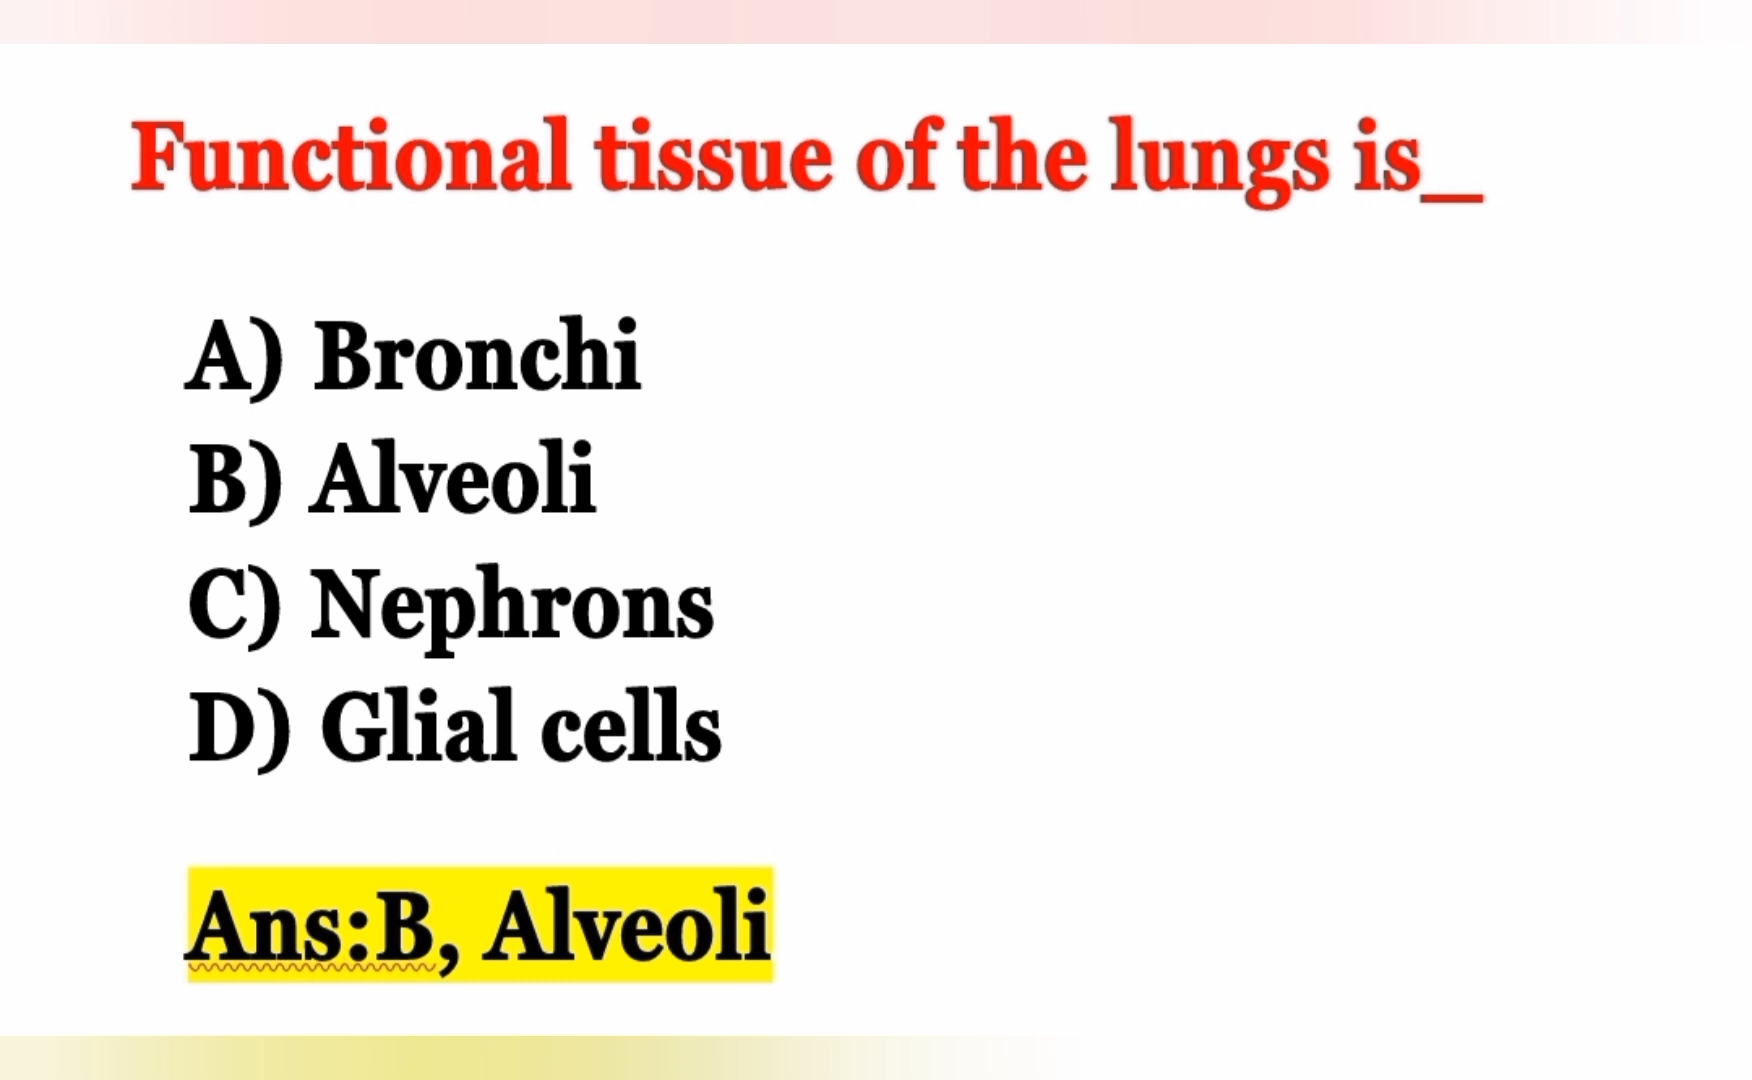 Functional tissue of the lungs is_
A) Bronchi
B) Alveoli
C) Nephrons
D) Glial cells
Ans:B, Alveoli